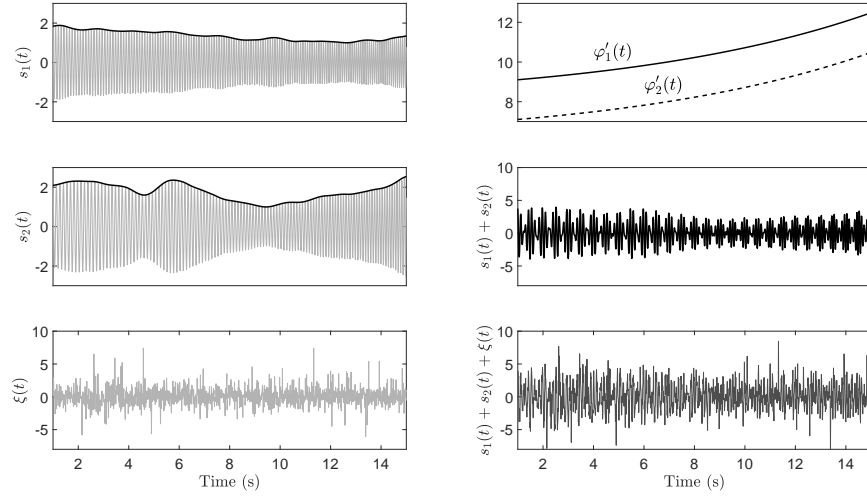 2
0
-2
s₁(t)
12
10
8
φ′₁(t)
φ′₂(t)
2
0
-2
s₂(t)
10
5
0
-5
s₁(t) + s₂(t)
10
5
0
-5
ξ(t)
2 4 6 8 10 12 14
Time (s)
10
5
0
-5
s₁(t) + s₂(t) + ξ(t)
2 4 6 8 10 12 14
Time (s)